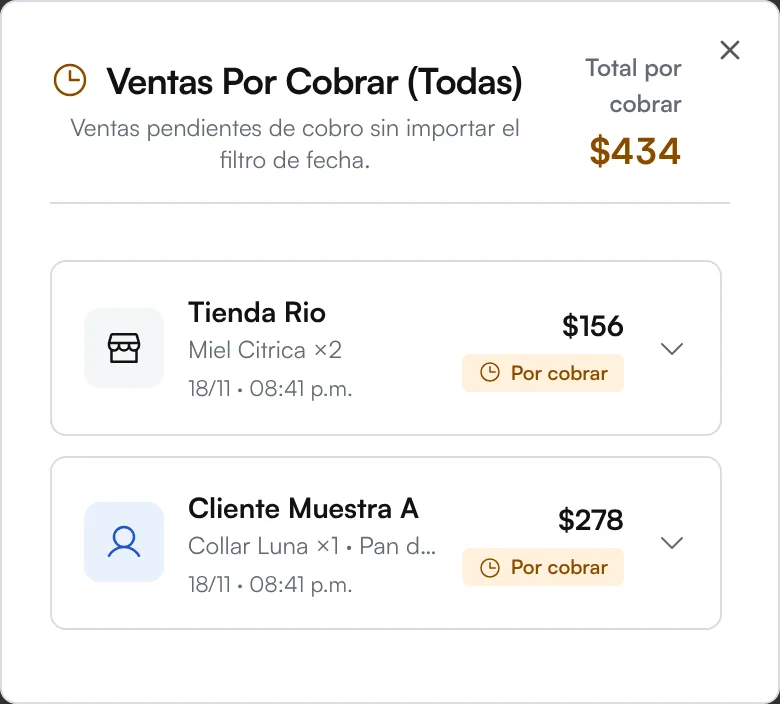 Ventas Por Cobrar (Todas)
Ventas pendientes de cobro sin importar el
filtro de fecha.
Total por
cobrar
$434
Tienda Rio
Miel Citrica ×2
18/11 • 08:41 p.m.
$156
Por cobrar
Cliente Muestra A
Collar Luna ×1 • Pan d...
18/11 • 08:41 p.m.
$278
Por cobrar